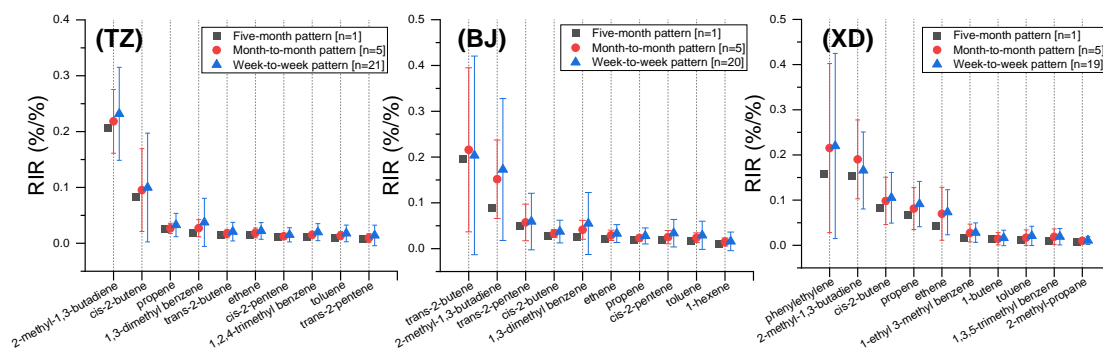 (TZ)
Five-month pattern [n=1]
Month-to-month pattern [n=5]
Week-to-week pattern [n=21]
RIR (%/%)
0.4
0.3
0.2
0.1
0.0
2-methyl-1,3-butadiene
cis-2-butene
propene
1,3-dimethyl benzene
trans-2-butene
ethene
cis-2-pentene
1,2,4-trimethyl benzene
toluene
trans-2-pentene
(BJ)
Five-month pattern [n=1]
Month-to-month pattern [n=5]
Week-to-week pattern [n=20]
RIR (%/%)
0.5
0.4
0.3
0.2
0.1
0.0
trans-2-butene
2-methyl-1,3-butadiene
trans-2-pentene
cis-2-butene
1,3-dimethyl benzene
ethene
propene
cis-2-pentene
toluene
1-hexene
(XD)
Five-month pattern [n=1]
Month-to-month pattern [n=5]
Week-to-week pattern [n=19]
RIR (%/%)
0.5
0.4
0.3
0.2
0.1
0.0
phenylethylene
2-methyl-1,3-butadiene
cis-2-butene
propene
ethene
1-ethyl 3-methyl benzene
1-butene
toluene
1,3,5-trimethyl benzene
2-methyl-propane